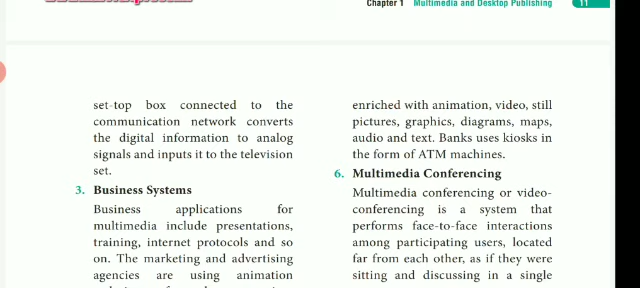 Chapter 1 Multimedia and Desktop Publishing 11
set-top box connected to the
communication network converts
the digital information to analog
signals and inputs it to the television
set.
3. Business Systems
Business applications for
multimedia include presentations,
training, internet protocols and so
on. The marketing and advertising
agencies are using animation
enriched with animation, video, still
pictures, graphics, diagrams, maps,
audio and text. Banks uses kiosks in
the form of ATM machines.
6. Multimedia Conferencing
Multimedia conferencing or video-
conferencing is a system that
performs face-to-face interactions
among participating users, located
far from each other, as if they were
sitting and discussing in a single